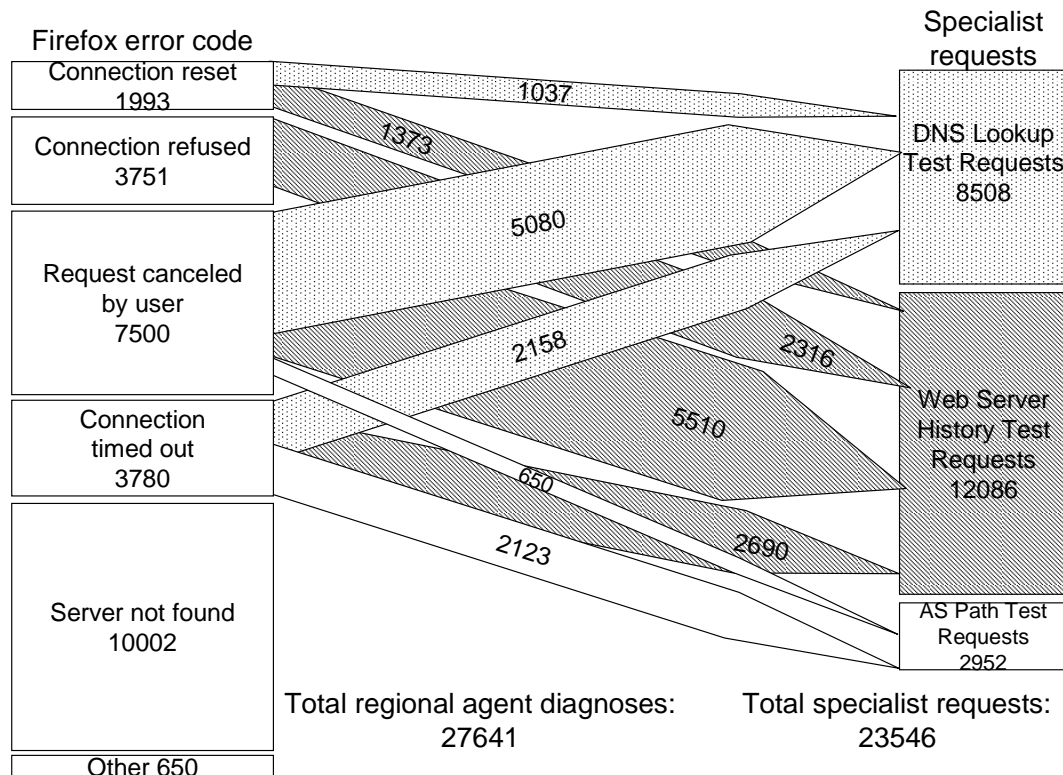 Firefox error code
Connection reset
1993
Connection refused
3751
Request canceled
by user
7500
Connection
timed out
3780
Server not found
10002
Other 650
1037
1373
5080
2158
2316
5510
650
2690
2123
Specialist
requests
DNS Lookup
Test Requests
8508
Web Server
History Test
Requests
12086
AS Path Test
Requests
2952
Total regional agent diagnoses:
27641
Total specialist requests:
23546